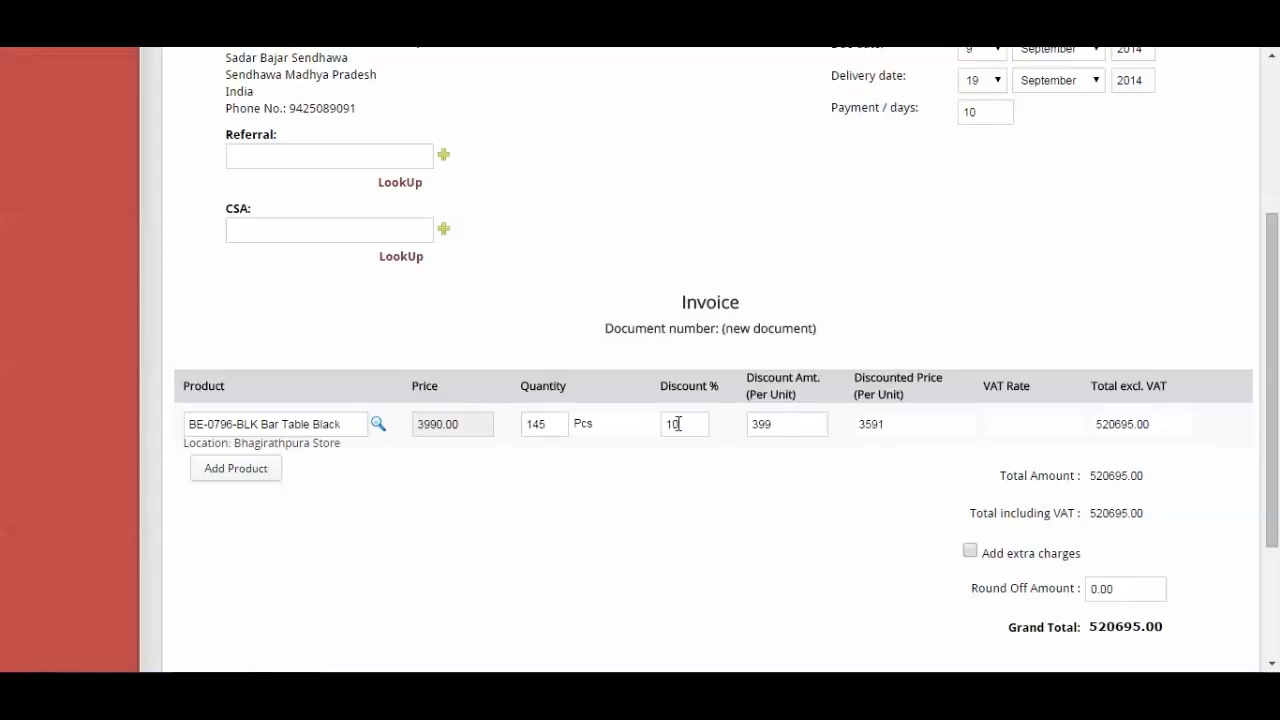 Sadar Bajar Sendhawa
Sendhawa Madhya Pradesh
India
Phone No.: 9425089091
9 September 2014
Delivery date: 19 September 2014
Payment / days: 10
Referral:
LookUp
CSA:
LookUp
Invoice
Document number: (new document)
Product Price Quantity Discount % Discount Amt. (Per Unit) Discounted Price (Per Unit) VAT Rate Total excl. VAT
BE-0796-BLK Bar Table Black 3990.00 145 Pcs 10 399 3591 520695.00
Location: Bhagirathpura Store
Add Product
Total Amount : 520695.00
Total including VAT : 520695.00
Add extra charges
Round Off Amount : 0.00
Grand Total: 520695.00